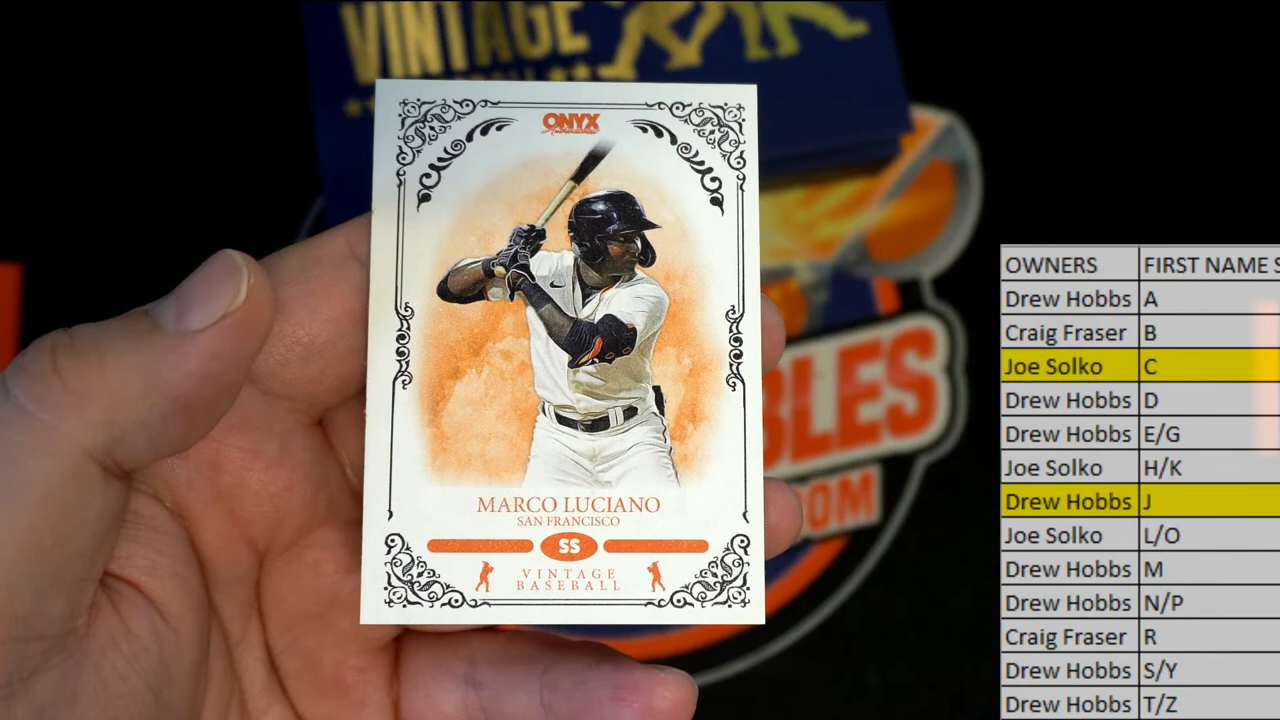 VINTAGE
ONYX
MARCO LUCIANO
SAN FRANCISCO
SS
VINTAGE
BASEBALL
BLES
OM
OWNERS FIRST NAME S
Drew Hobbs A
Craig Fraser B
Joe Solko C
Drew Hobbs D
Drew Hobbs E/G
Joe Solko H/K
Drew Hobbs J
Joe Solko L/O
Drew Hobbs M
Drew Hobbs N/P
Craig Fraser R
Drew Hobbs S/Y
Drew Hobbs T/Z